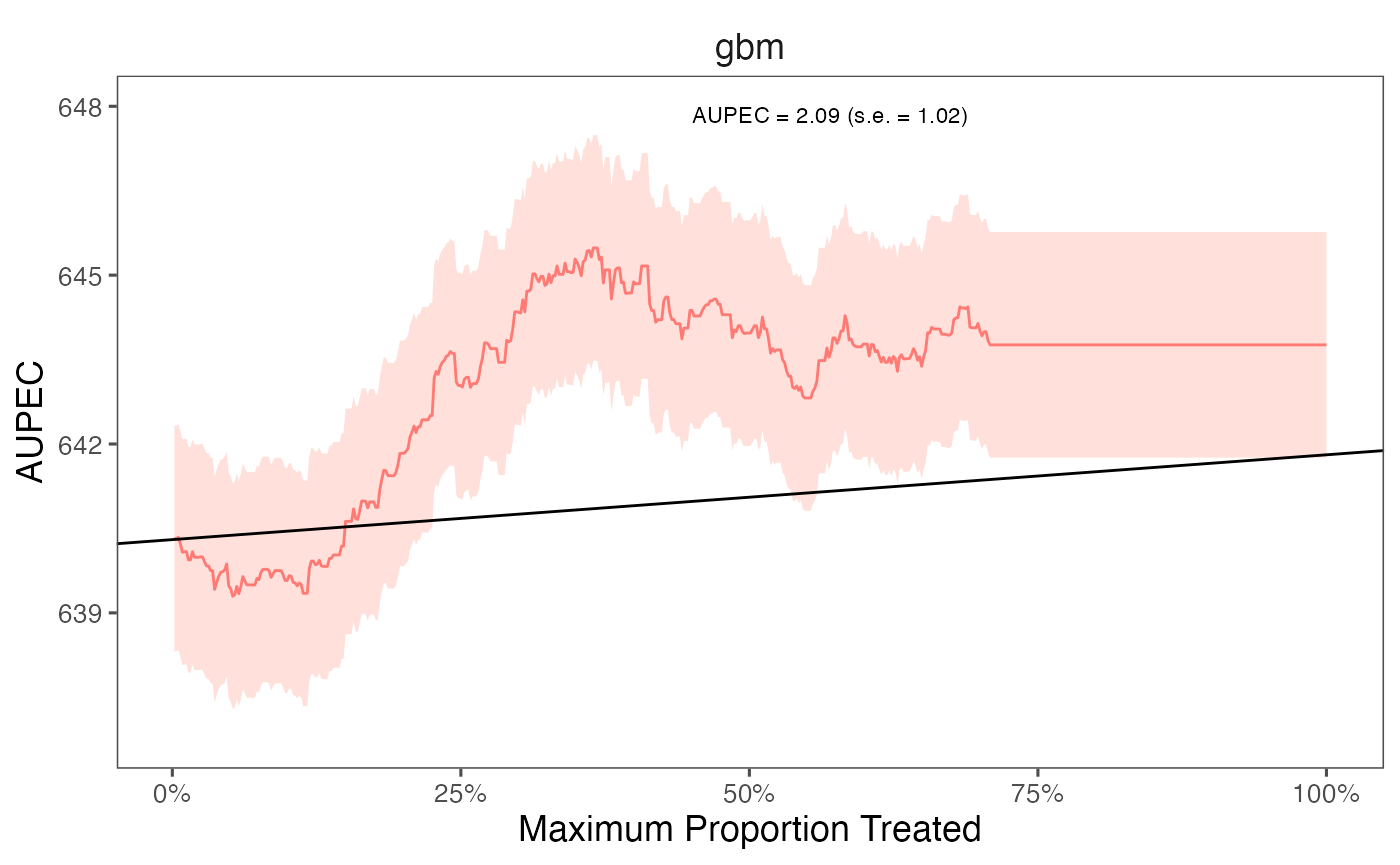 gbm
AUPEC = 2.09 (s.e. = 1.02)
648
645
642
639
AUPEC
0% 25% 50% 75% 100%
Maximum Proportion Treated